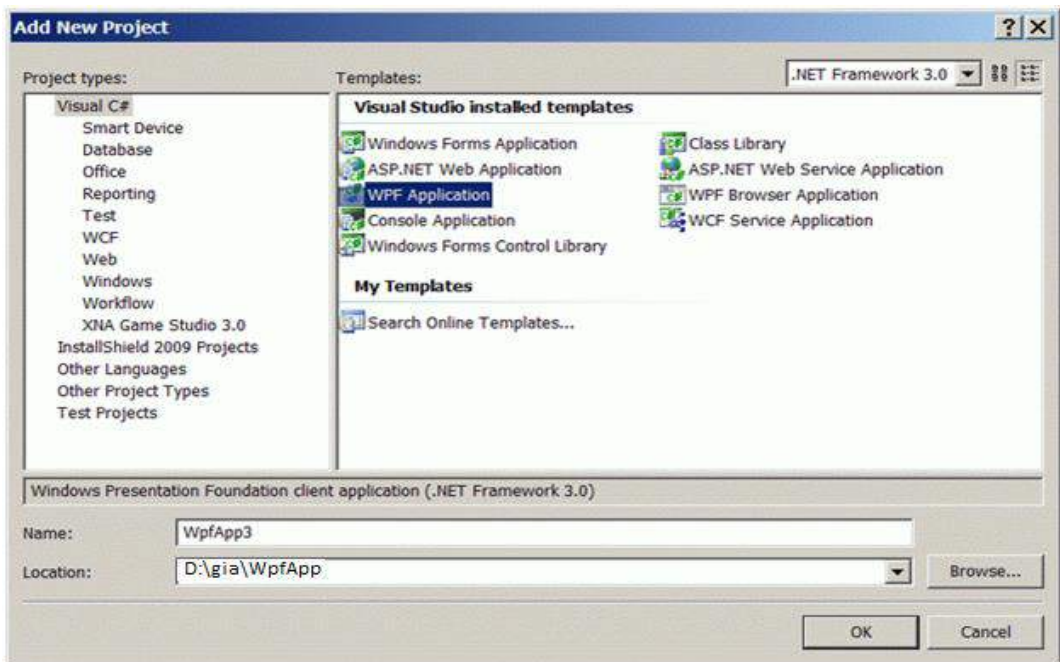 Add New Project
Project types:
Templates:
.NET Framework 3.0
Visual C#
Smart Device
Database
Office
Reporting
Test
WCF
Web
Windows
Workflow
XNA Game Studio 3.0
InstallShield 2009 Projects
Other Languages
Other Project Types
Test Projects
Visual Studio installed templates
Windows Forms Application
ASP.NET Web Application
WPF Application
Console Application
Windows Forms Control Library
Class Library
ASP.NET Web Service Application
WPF Browser Application
WCF Service Application
My Templates
Search Online Templates...
Windows Presentation Foundation client application (.NET Framework 3.0)
Name:
WpfApp3
Location:
D:\gia\WpfApp
Browse...
OK
Cancel